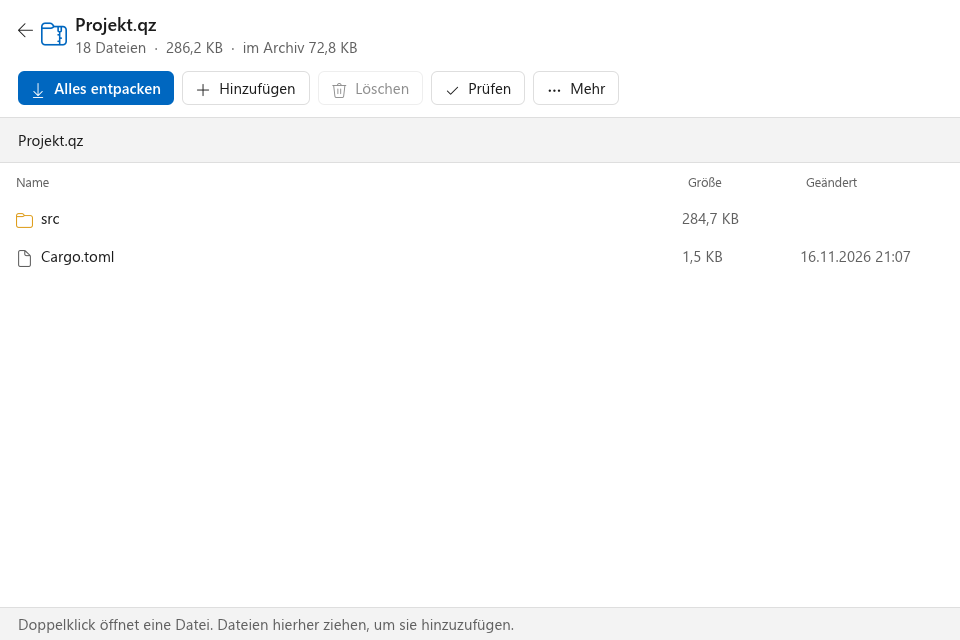 Projekt.qz
18 Dateien · 286,2 KB · im Archiv 72,8 KB
Alles entpacken Hinzufügen Löschen Prüfen Mehr
Projekt.qz
Name Größe Geändert
src 284,7 KB
Cargo.toml 1,5 KB 16.11.2026 21:07
Doppelklick öffnet eine Datei. Dateien hierher ziehen, um sie hinzuzufügen.